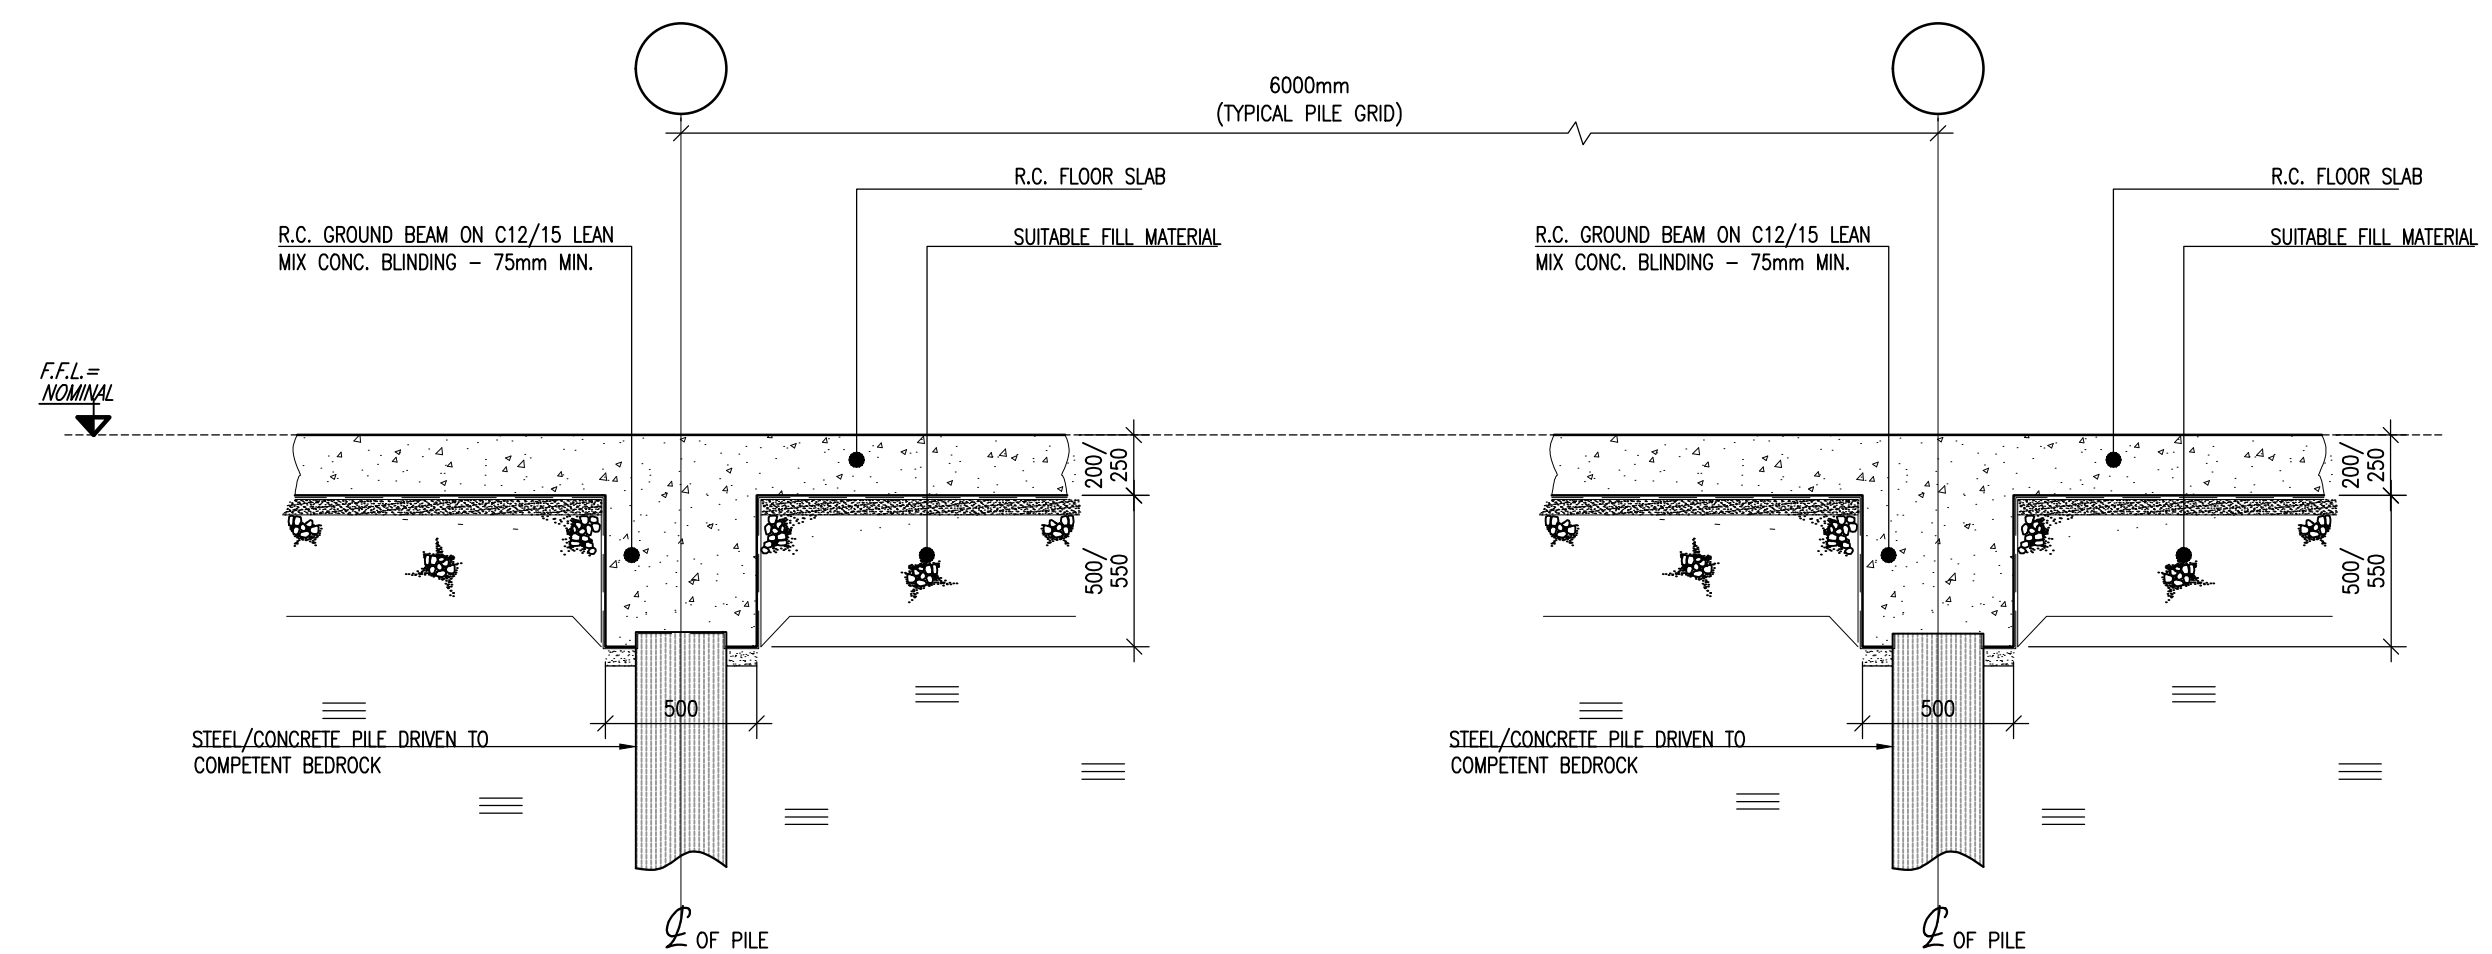 6000mm
(TYPICAL PILE GRID)
R.C. FLOOR SLAB
R.C. FLOOR SLAB
R.C. GROUND BEAM ON C12/15 LEAN
MIX CONC. BLINDING - 75mm MIN.
SUITABLE FILL MATERIAL
R.C. GROUND BEAM ON C12/15 LEAN
MIX CONC. BLINDING - 75mm MIN.
SUITABLE FILL MATERIAL
F.F.L.=
NOMINAL
200/
250
200/
250
500/
550
500/
550
500
500
STEEL/CONCRETE PILE DRIVEN TO
COMPETENT BEDROCK
STEEL/CONCRETE PILE DRIVEN TO
COMPETENT BEDROCK
℄ OF PILE
℄ OF PILE